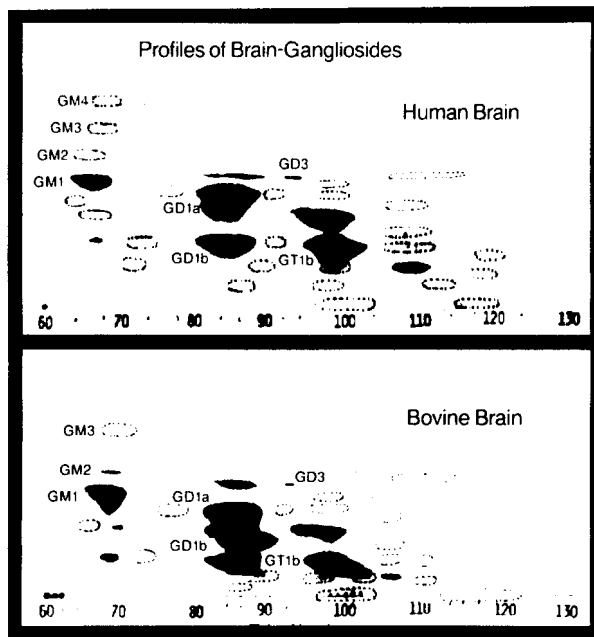 Profiles of Brain-Gangliosides
GM4
Human Brain
GM3
GM2
GM1
GD3
GD1a
GD1b
GT1b
60 70 80 90 100 110 120 130
Bovine Brain
GM3
GM2
GD3
GM1
GD1a
GD1b
GT1b
60 70 80 90 100 110 120 130